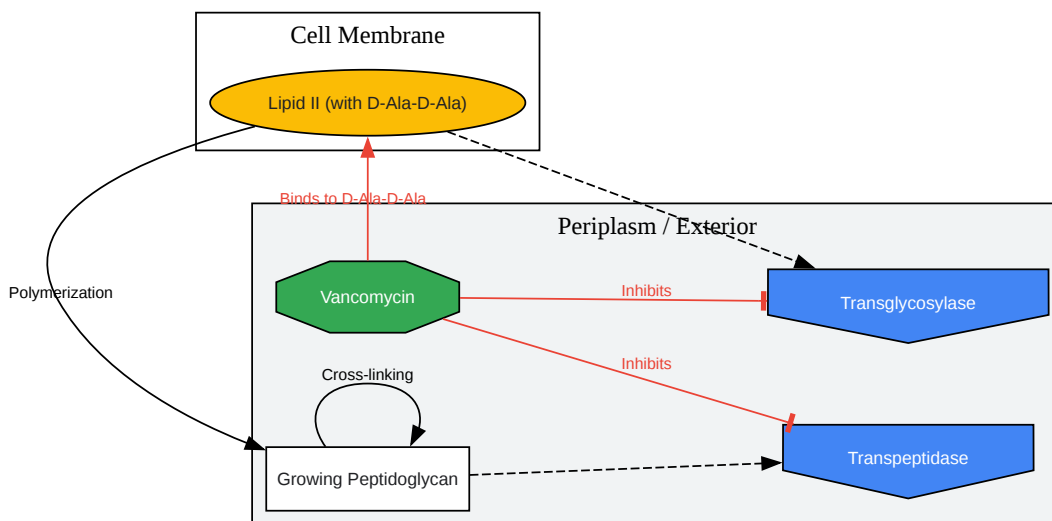 Cell Membrane
Lipid II (with D-Ala-D-Ala)
Binds to D-Ala-D-Ala
Periplasm / Exterior
Polymerization
Vancomycin
Inhibits
Transglycosylase
Inhibits
Cross-linking
Growing Peptidoglycan
Transpeptidase